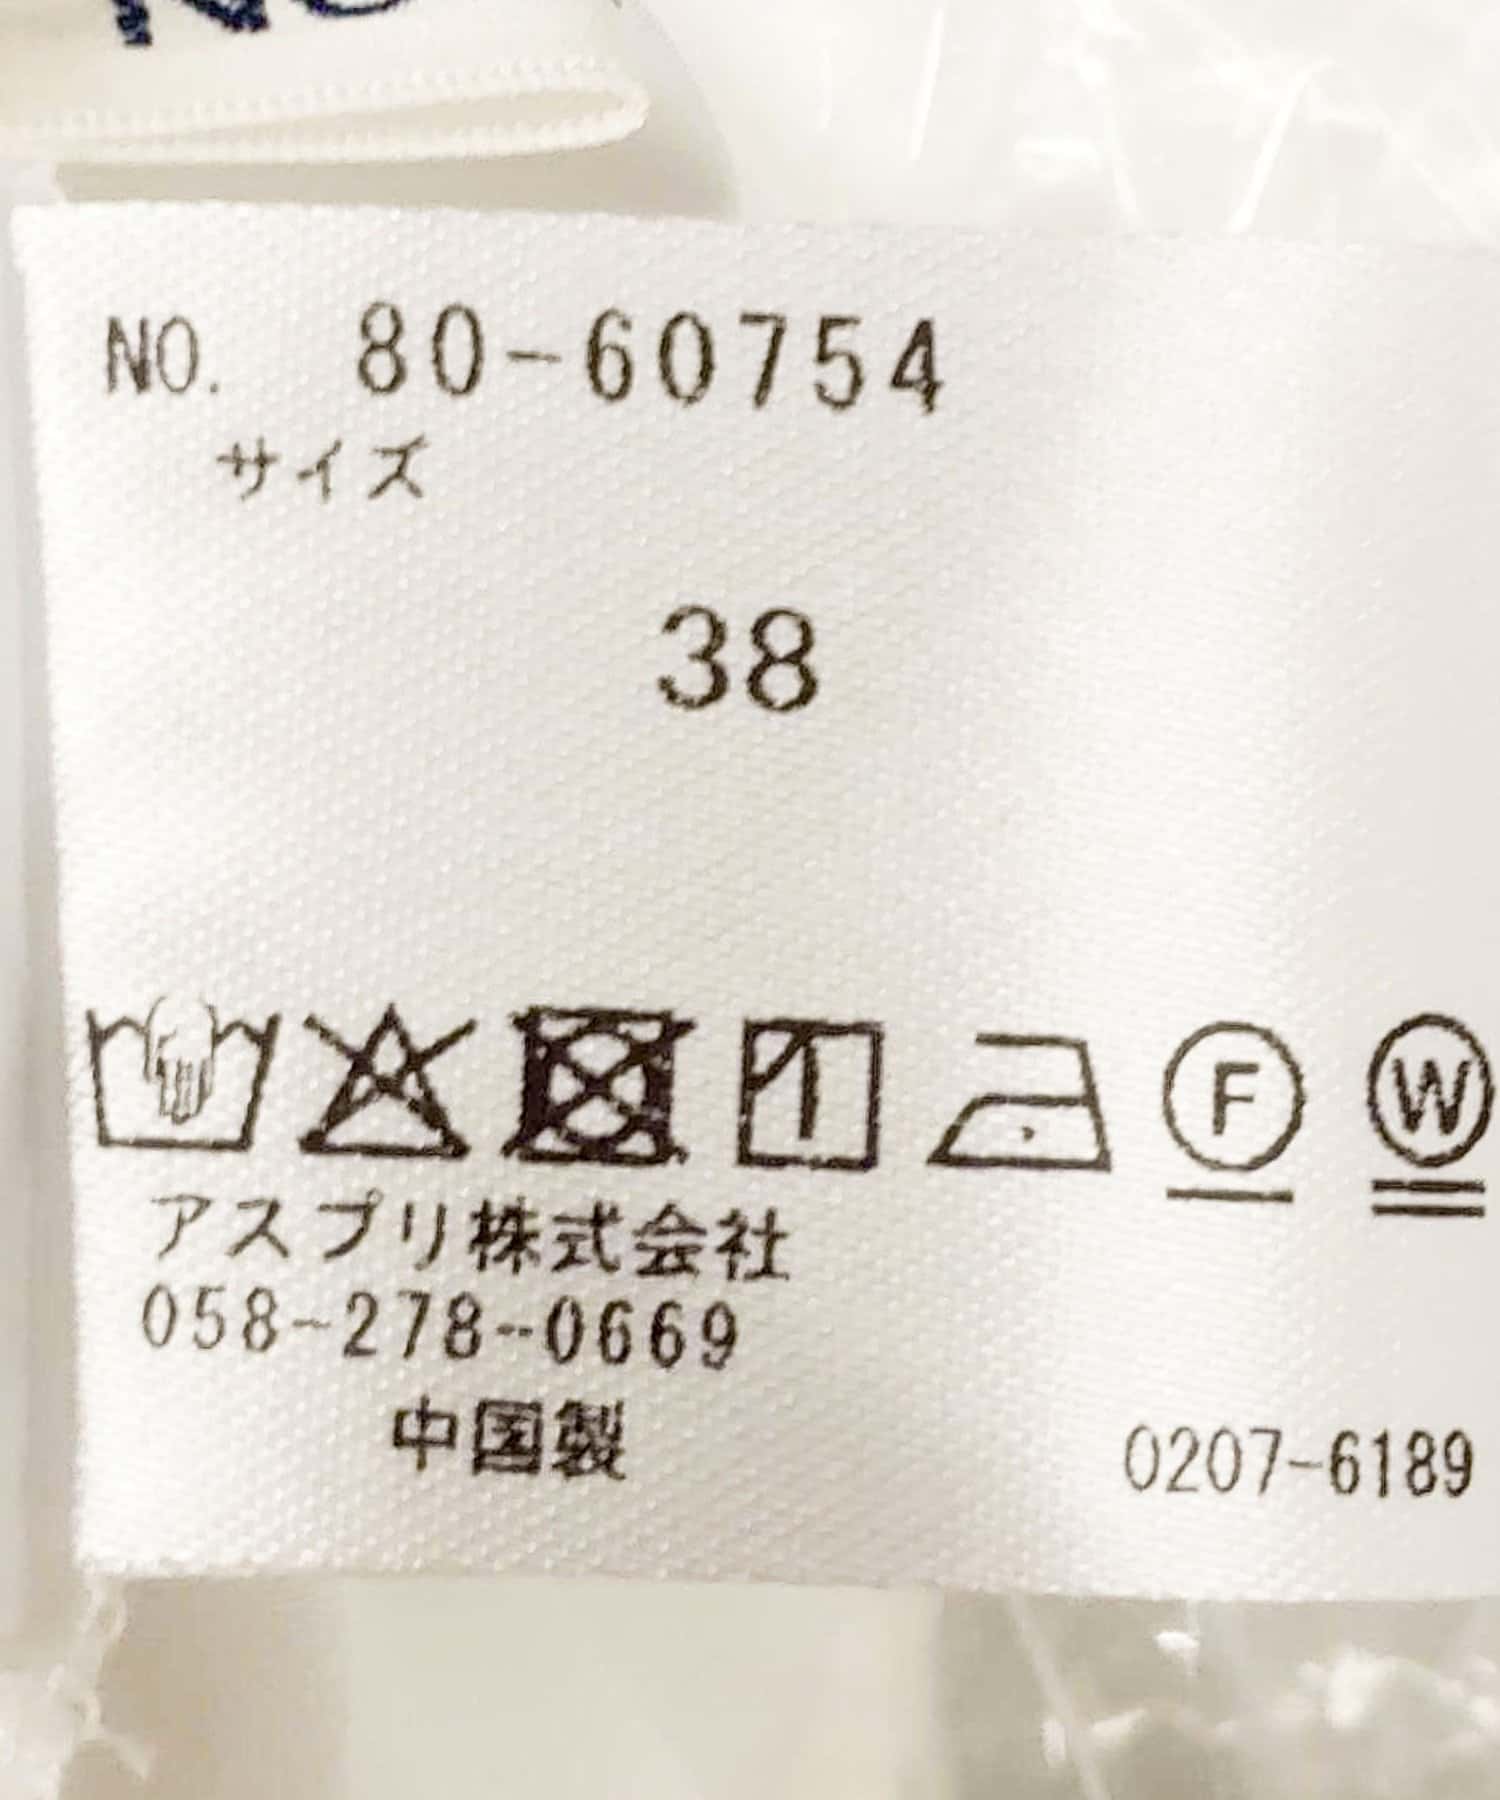 NO. 80-60754
サイズ
38
F W
アスプリ株式会社
058-278-0669
中国製
0207-6189